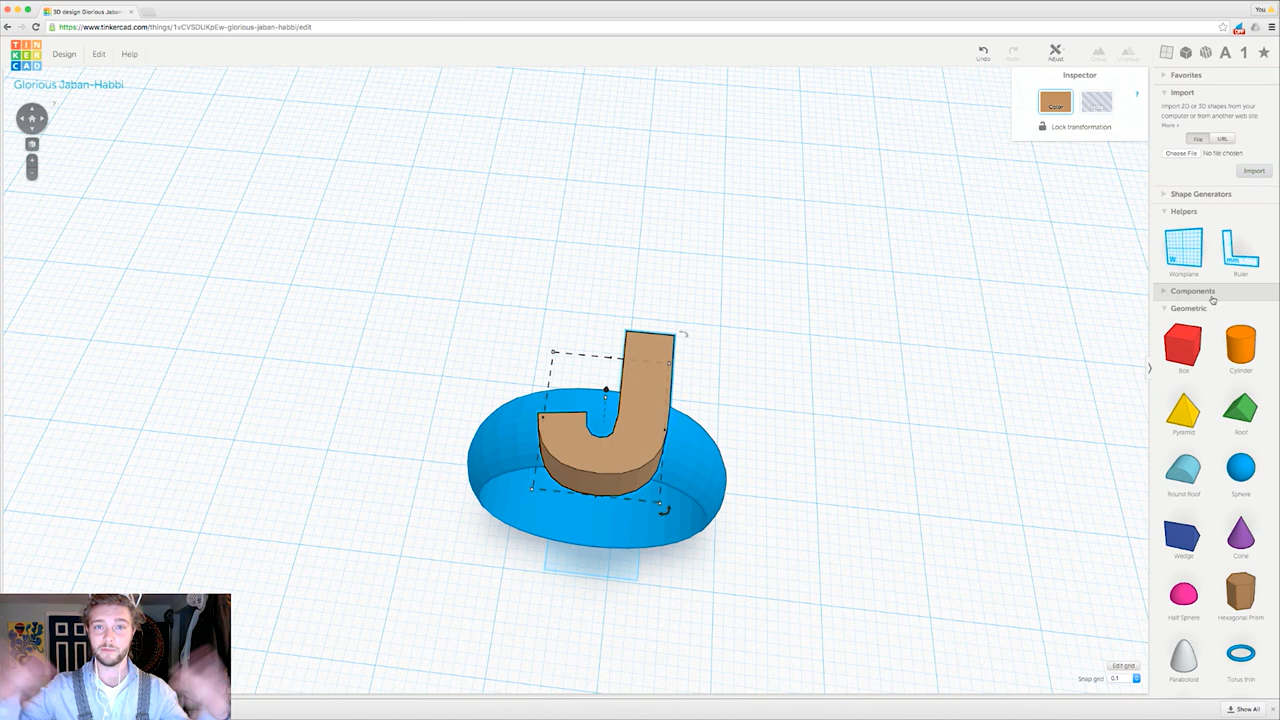 3D design Glorious Jaban
You
https://www.tinkercad.com/things/1vCVSDUKpEw-glorious-jaban-habbi/edit
OFF
TIN
KER
CAD
Design Edit Help
Undo Redo Adjust Group Ungroup
Glorious Jaban-Habbi
?
Inspector
Color
?
Lock transformation
Favorites
Import
Import 2D or 3D shapes from your
computer or from another web site.
More »
File URL
Choose File No file chosen
Import
Shape Generators
Helpers
W
mm
Workplane Ruler
Components
Geometric
Box Cylinder
Pyramid Roof
Round Roof Sphere
Wedge Cone
Half Sphere Hexagonal Prism
Paraboloid Torus thin
J
Edit grid
Snap grid 0.1
Show All